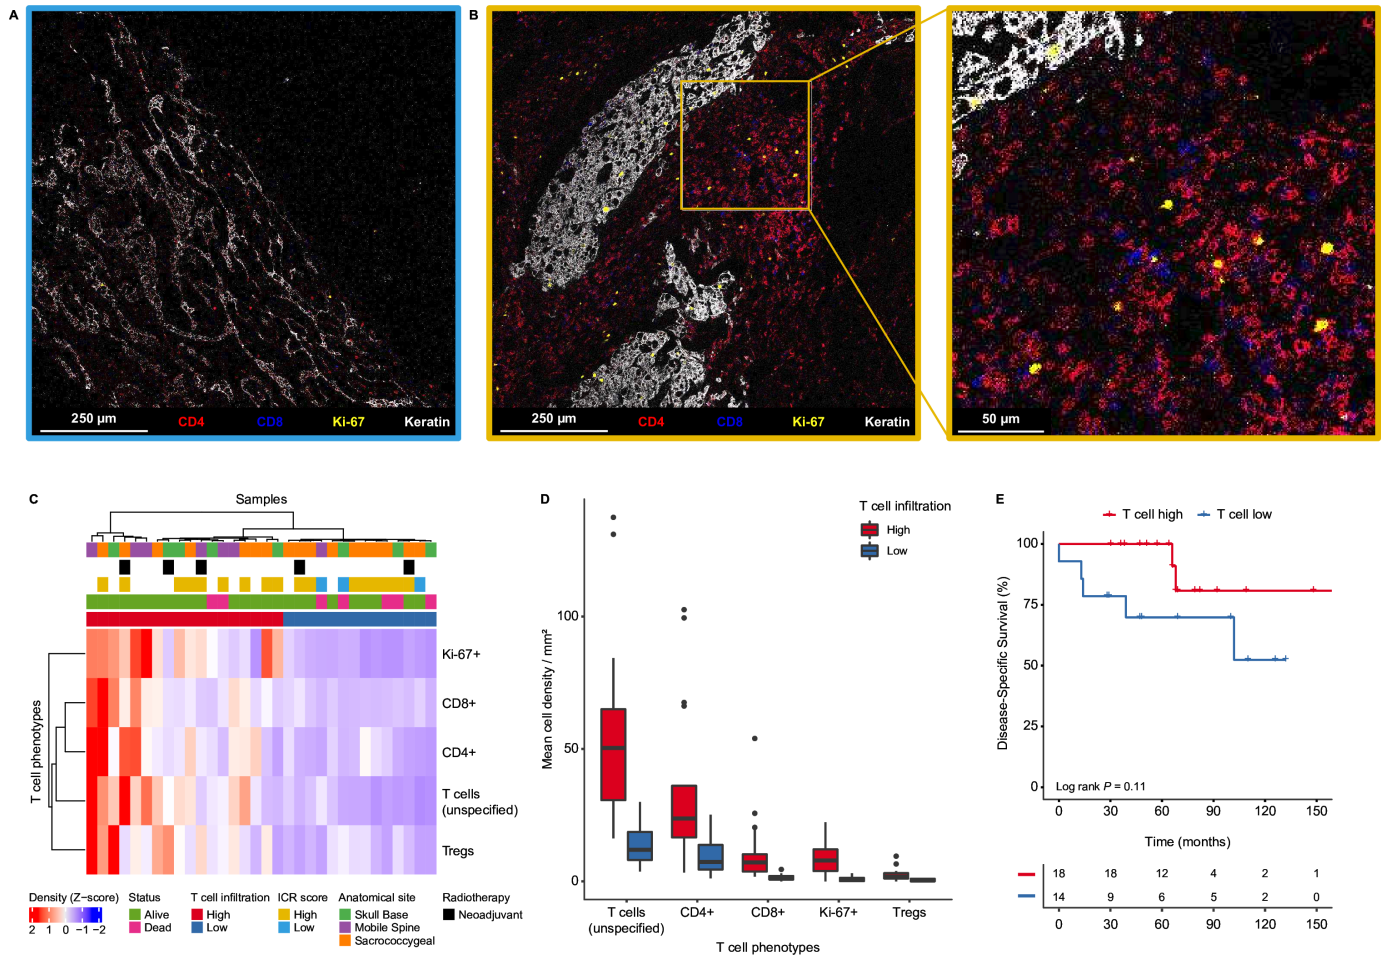 A
250 µm CD4 CD8 Ki-67 Keratin
B
250 µm CD4 CD8 Ki-67 Keratin
50 µm
C
Samples
T cell phenotypes
Ki-67+
CD8+
CD4+
T cells
(unspecified)
Tregs
Density (Z−score)
2 1 0 −1 −2
Status
Alive
Dead
T cell infiltration
High
Low
ICR score
High
Low
Anatomical site
Skull Base
Mobile Spine
Sacrococcygeal
Radiotherapy
Neoadjuvant
D
T cell infiltration
High
Low
Mean cell density / mm²
100
50
0
T cells
(unspecified)
CD4+
CD8+
Ki-67+
Tregs
T cell phenotypes
E
T cell high T cell low
Disease-Specific Survival (%)
100
75
50
25
0
Log rank P = 0.11
0 30 60 90 120 150
Time (months)
18 18 12 4 2 1
14 9 6 5 2 0
0 30 60 90 120 150